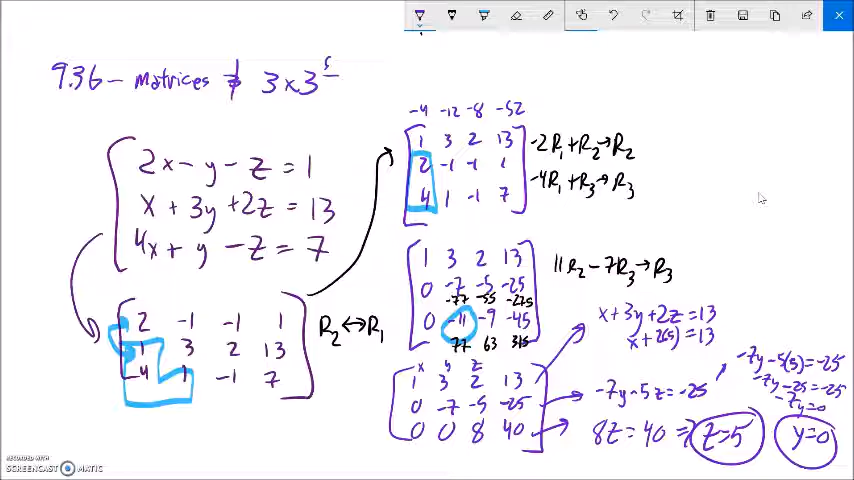 9.36 - Matrices 3x3's
2x - y - z = 1
x + 3y + 2z = 13
4x + y - z = 7
2 -1 -1 1
1 3 2 13
4 1 -1 7
R2 ↔ R1
-4 -12 -8 -52
1 3 2 13
2 -1 -1 1
4 1 -1 7
-2R1 + R2 → R2
-4R1 + R3 → R3
1 3 2 13
0 -7 -5 -25
-77 -55 -275
0 -11 -9 -45
77 63 315
11R2 - 7R3 → R3
x y z
1 3 2 13
0 -7 -5 -25
0 0 8 40
x + 3y + 2z = 13
x + 2(5) = 13
-7y - 5z = -25
8z = 40 ⇒ z = 5
-7y - 5(5) = -25
-7y - 25 = -25
-7y = 0
y = 0
RECORDED WITH
SCREENCAST MATIC